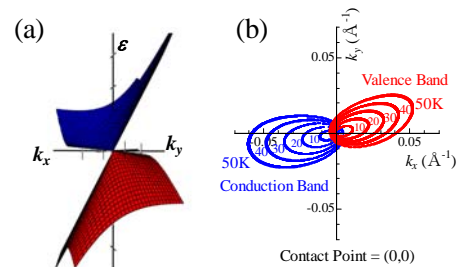 (a)
ε
k_x
k_y
(b)
k_y (Å⁻¹)
0.05
Valence Band
10 20 30 40 50K
-0.05
0.05
k_x (Å⁻¹)
10 20 30 40 50K
Conduction Band
-0.05
Contact Point = (0,0)